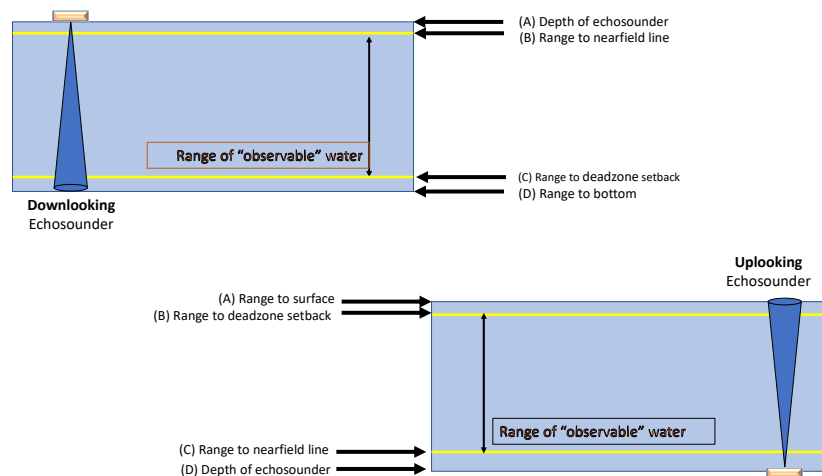 (A) Depth of echosounder
(B) Range to nearfield line
Range of “observable” water
(C) Range to deadzone setback
(D) Range to bottom
Downlooking
Echosounder
Uplooking
Echosounder
(A) Range to surface
(B) Range to deadzone setback
Range of “observable” water
(C) Range to nearfield line
(D) Depth of echosounder